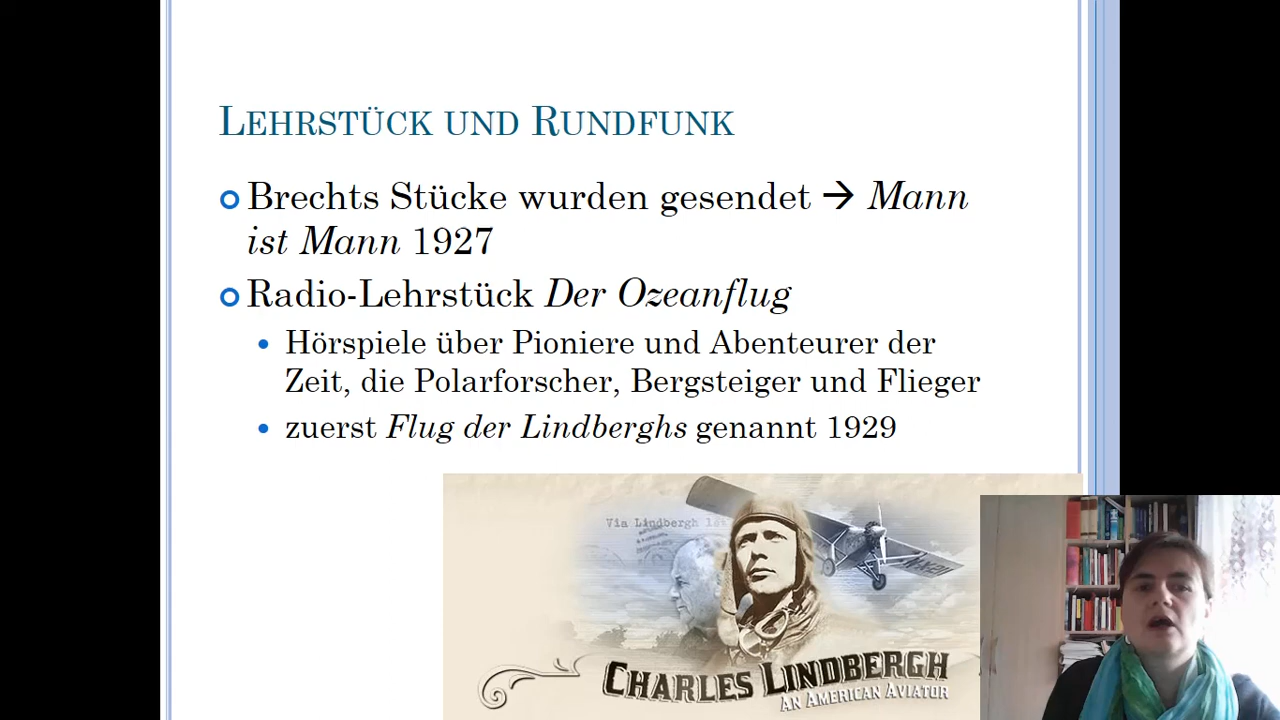 LEHRSTÜCK UND RUNDFUNK
Brechts Stücke wurden gesendet → Mann
ist Mann 1927
Radio-Lehrstück Der Ozeanflug
Hörspiele über Pioniere und Abenteurer der
Zeit, die Polarforscher, Bergsteiger und Flieger
zuerst Flug der Lindberghs genannt 1929
Via Lindbergh
CHARLES LINDBERGH
AN AMERICAN AVIATOR